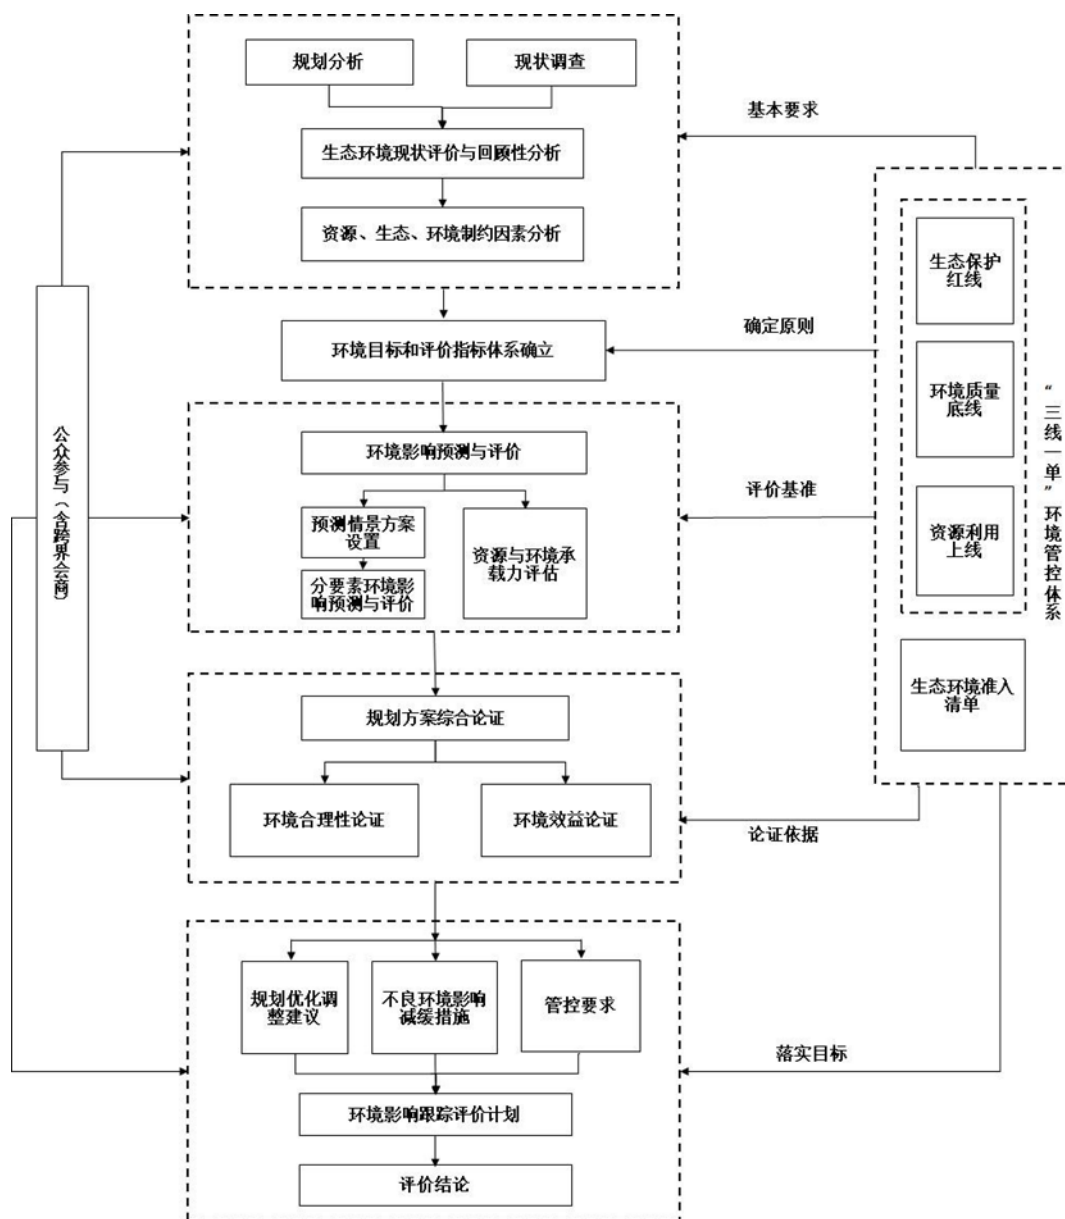 规划分析
现状调查
生态环境现状评价与回顾性分析
资源、生态、环境制约因素分析
基本要求
环境目标和评价指标体系确立
确定原则
环境影响预测与评价
预测情景方案
设置
分要素环境影
响预测与评价
资源与环境承
载力评估
评价基准
规划方案综合论证
环境合理性论证
环境效益论证
论证依据
规划优化调
整建议
不良环境影响
减缓措施
管控要求
落实目标
环境影响跟踪评价计划
评价结论
公众参与（含跨界会商）
生态保护
红线
环境质量
底线
资源利用
上线
生态环境准入
清单
“三线一单”环境管控体系